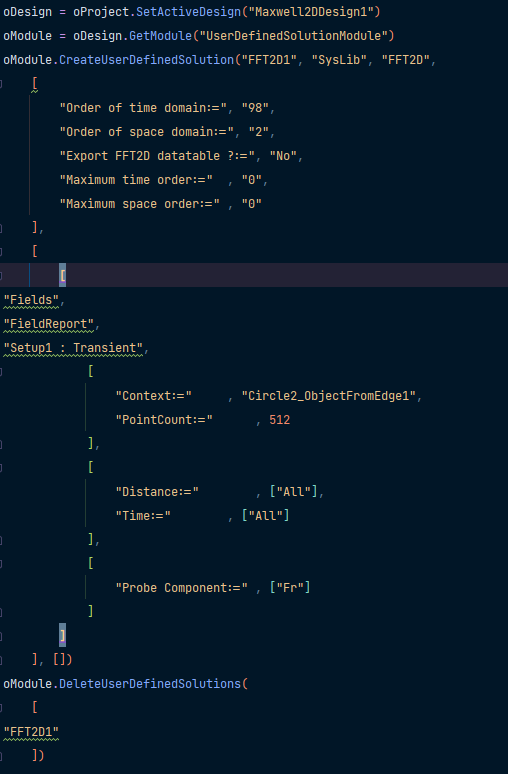 oDesign = oProject.SetActiveDesign("Maxwell2DDesign1")
oModule = oDesign.GetModule("UserDefinedSolutionModule")
oModule.CreateUserDefinedSolution("FFT2D1", "SysLib", "FFT2D",
[
"Order of time domain:=", "98",
"Order of space domain:=", "2",
"Export FFT2D datatable ?:=", "No",
"Maximum time order:=" , "0",
"Maximum space order:=" , "0"
],
[
[
"Fields",
"FieldReport",
"Setup1 : Transient",
[
"Context:=" , "Circle2_ObjectFromEdge1",
"PointCount:=" , 512
],
[
"Distance:=" , ["All"],
"Time:=" , ["All"]
],
[
"Probe Component:=" , ["Fr"]
]
]
], [])
oModule.DeleteUserDefinedSolutions(
[
"FFT2D1"
])